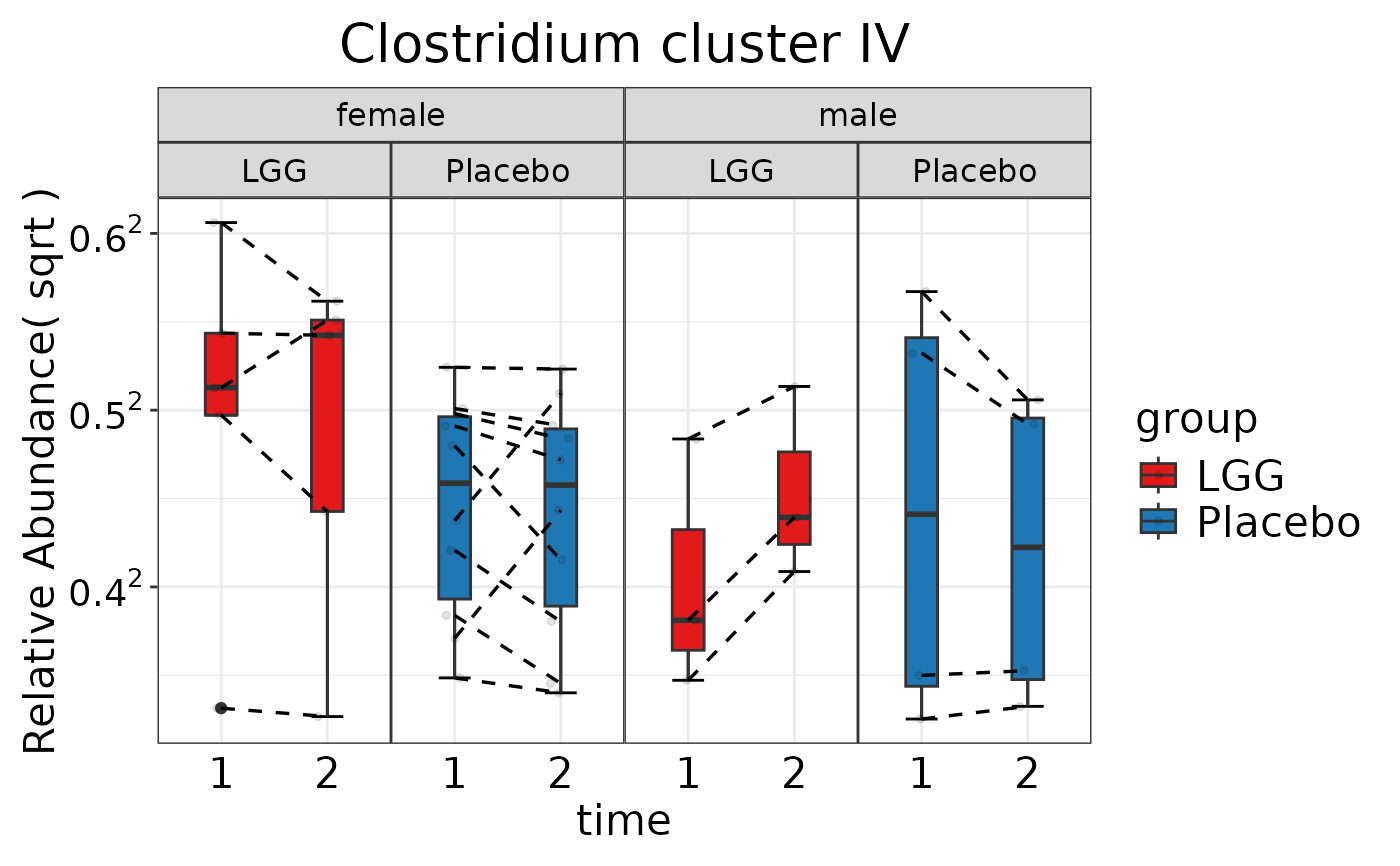 Clostridium cluster IV
female male
LGG Placebo LGG Placebo
Relative Abundance( sqrt )
0.6²
0.5²
0.4²
1 2 1 2 1 2 1 2
time
group
LGG
Placebo